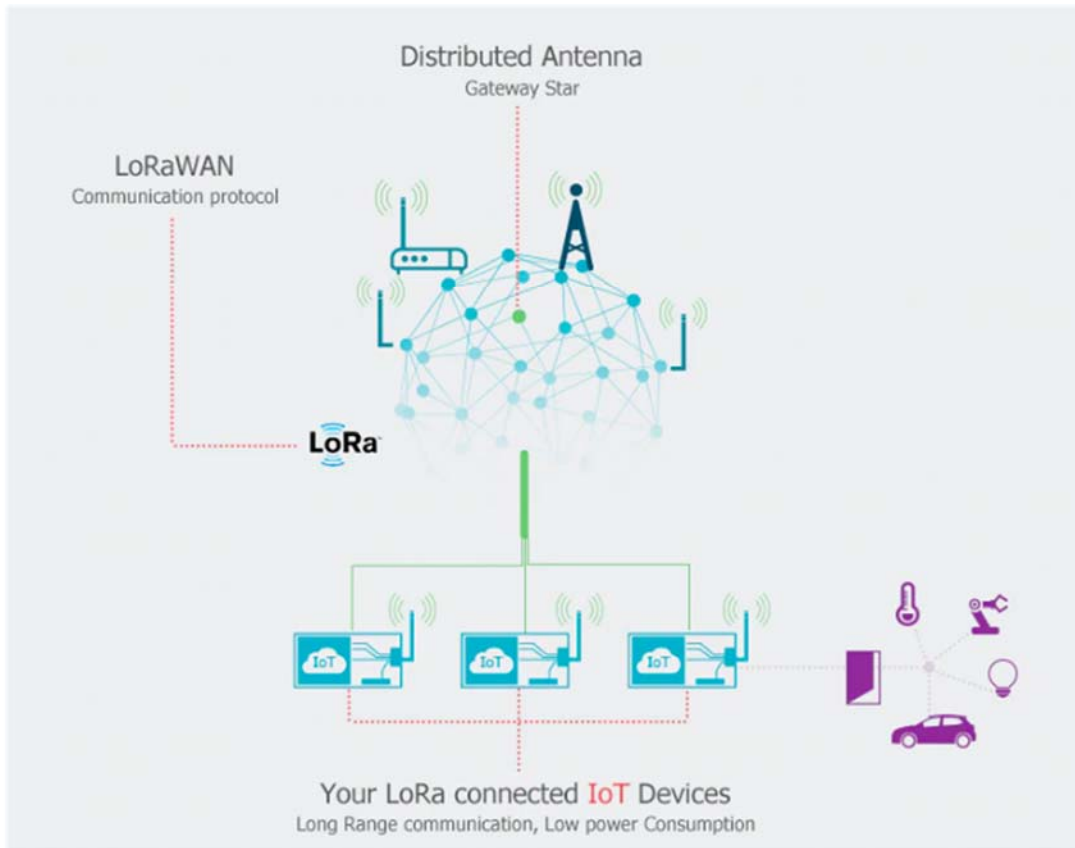 Distributed Antenna
Gateway Star
LoRaWAN
Communication protocol
LoRa
IoT
IoT
IoT
Your LoRa connected IoT Devices
Long Range communication, Low power Consumption